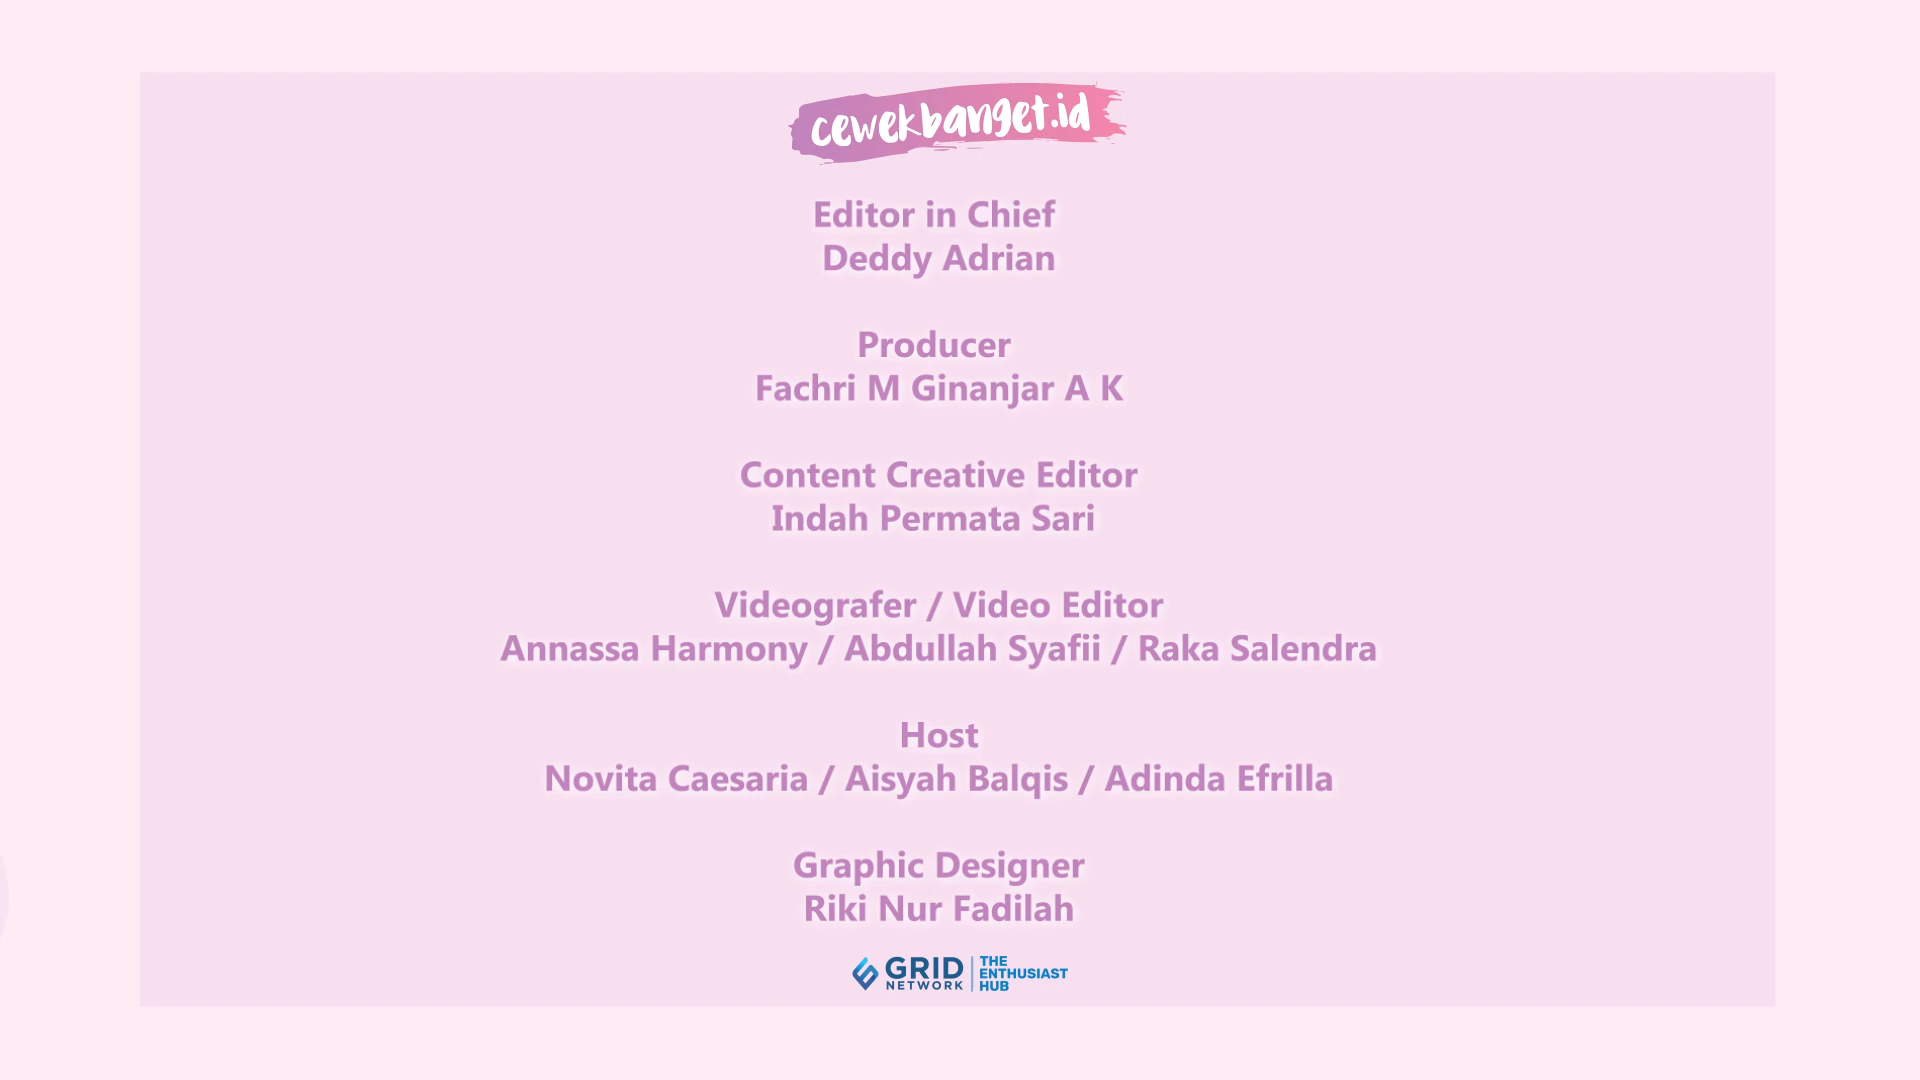 cewekbanget.id
Editor in Chief
Deddy Adrian
Producer
Fachri M Ginanjar A K
Content Creative Editor
Indah Permata Sari
Videografer / Video Editor
Annassa Harmony / Abdullah Syafii / Raka Salendra
Host
Novita Caesaria / Aisyah Balqis / Adinda Efrilla
Graphic Designer
Riki Nur Fadilah
GRID
NETWORK
THE
ENTHUSIAST
HUB